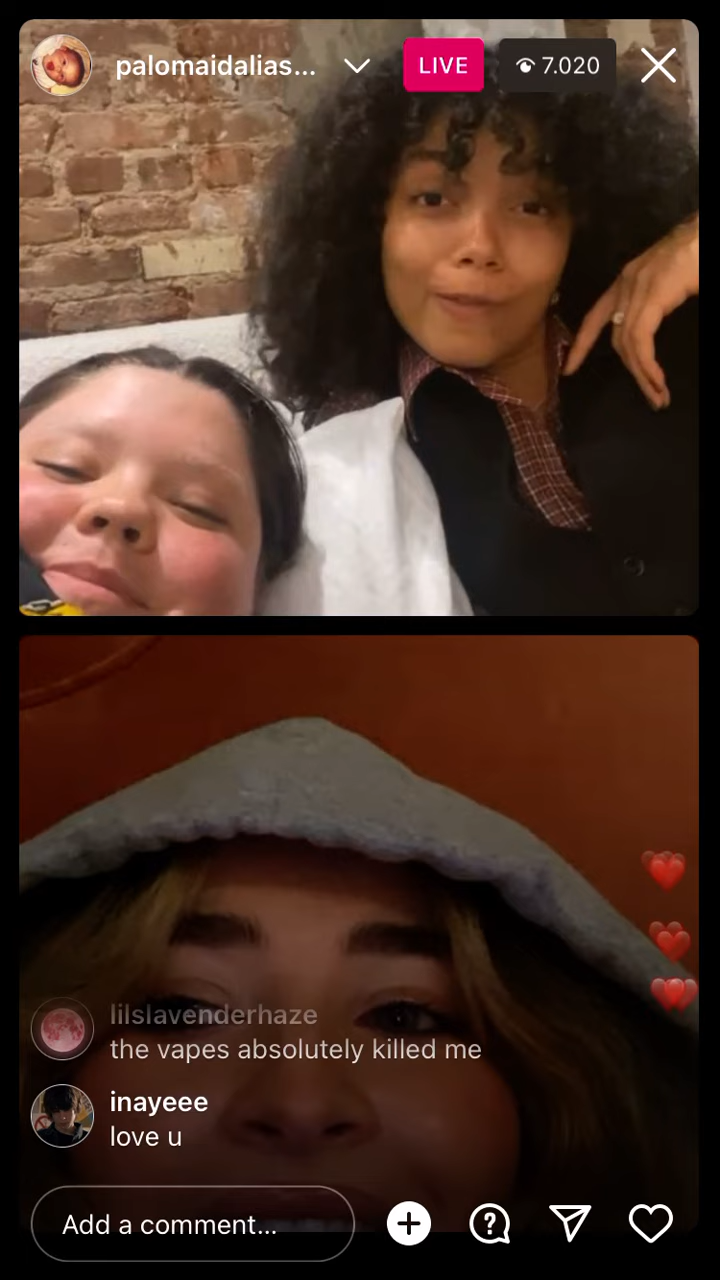 palomaidalias...
LIVE
7.020
lilslavenderhaze
the vapes absolutely killed me
inayeee
love u
Add a comment...